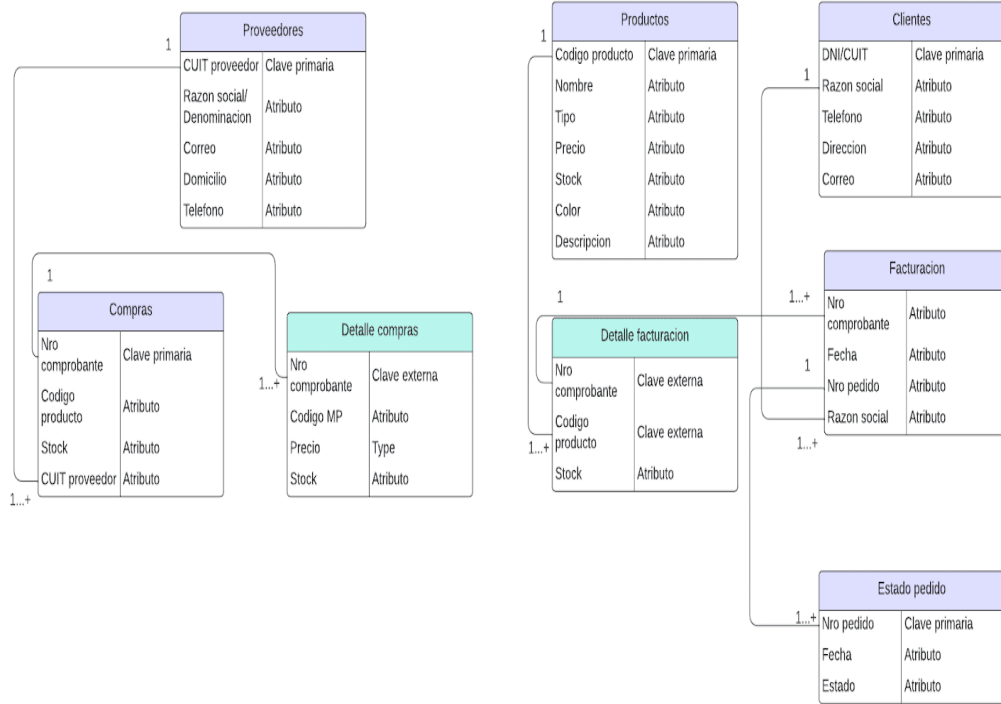 Proveedores
1
CUIT proveedor Clave primaria
Razon social/
Denominacion
Atributo
Correo Atributo
Domicilio Atributo
Telefono Atributo
1
Compras
Nro
comprobante
Clave primaria
Codigo
producto
Atributo
Stock Atributo
CUIT proveedor Atributo
1...+
Detalle compras
Nro
comprobante
Clave externa
1...+
Codigo MP Atributo
Precio Type
Stock Atributo
Productos
1
Codigo producto Clave primaria
Nombre Atributo
Tipo Atributo
Precio Atributo
Stock Atributo
Color Atributo
Descripcion Atributo
1
Detalle facturacion
Nro
comprobante
Clave externa
Codigo
producto
Clave externa
1...+
Stock Atributo
Clientes
DNI/CUIT Clave primaria
1
Razon social Atributo
Telefono Atributo
Direccion Atributo
Correo Atributo
Facturacion
1...+
Nro
comprobante
Atributo
Fecha Atributo
1
Nro pedido Atributo
Razon social Atributo
1...+
Estado pedido
1...+
Nro pedido Clave primaria
Fecha Atributo
Estado Atributo